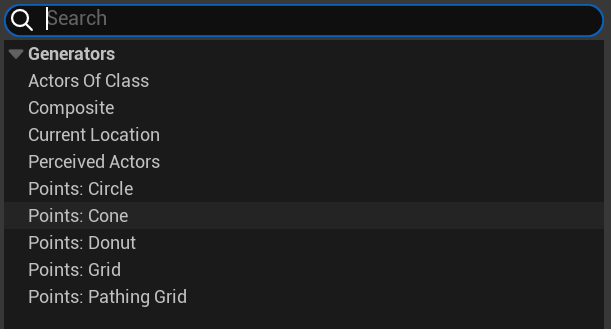 Search
Generators
Actors Of Class
Composite
Current Location
Perceived Actors
Points: Circle
Points: Cone
Points: Donut
Points: Grid
Points: Pathing Grid